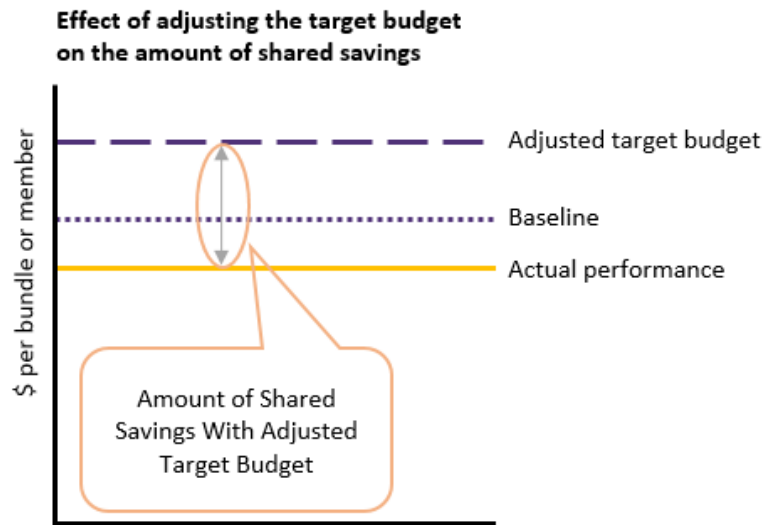 Effect of adjusting the target budget
on the amount of shared savings
$ per bundle or member
Adjusted target budget
Baseline
Actual performance
Amount of Shared
Savings With Adjusted
Target Budget